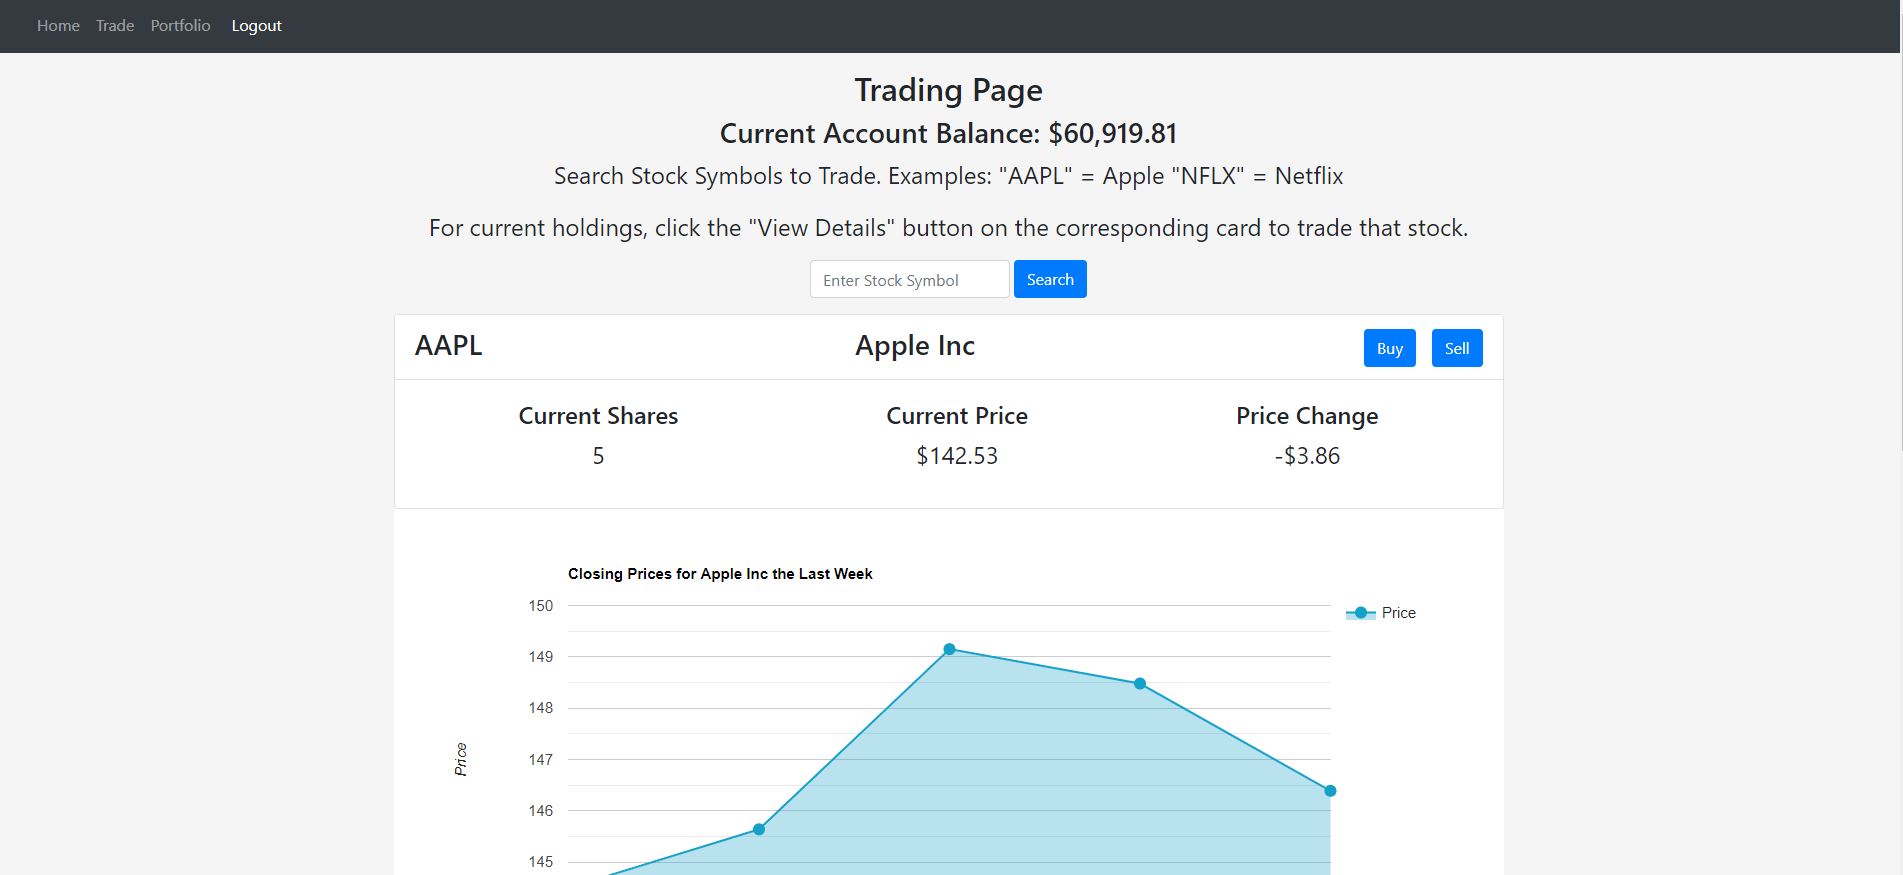 Home Trade Portfolio Logout
Trading Page
Current Account Balance: $60,919.81
Search Stock Symbols to Trade. Examples: "AAPL" = Apple "NFLX" = Netflix
For current holdings, click the "View Details" button on the corresponding card to trade that stock.
Enter Stock Symbol Search
AAPL Apple Inc Buy Sell
Current Shares Current Price Price Change
5 $142.53 -$3.86
Closing Prices for Apple Inc the Last Week
150
Price
149
148
147
Price
146
145